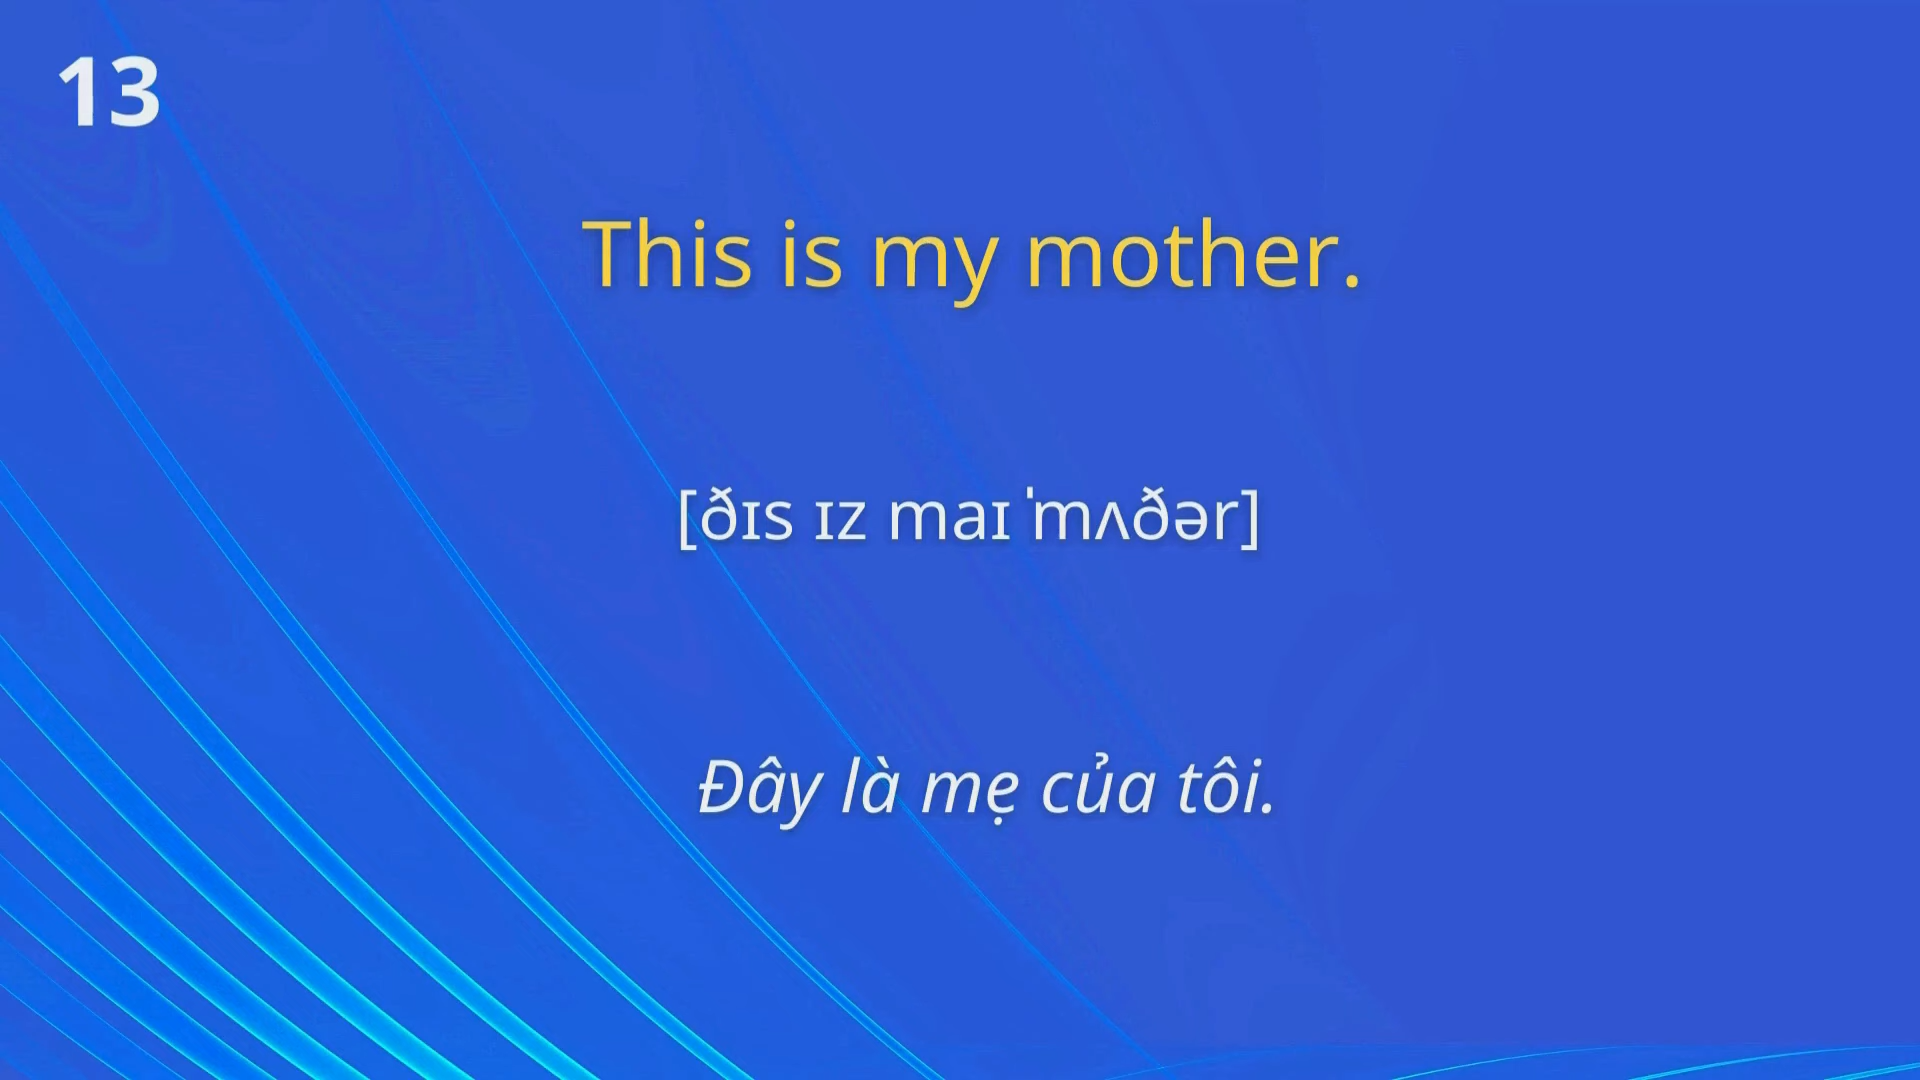 13
This is my mother.
[ðɪs ɪz maɪ ˈmʌðər]
Đây là mẹ của tôi.